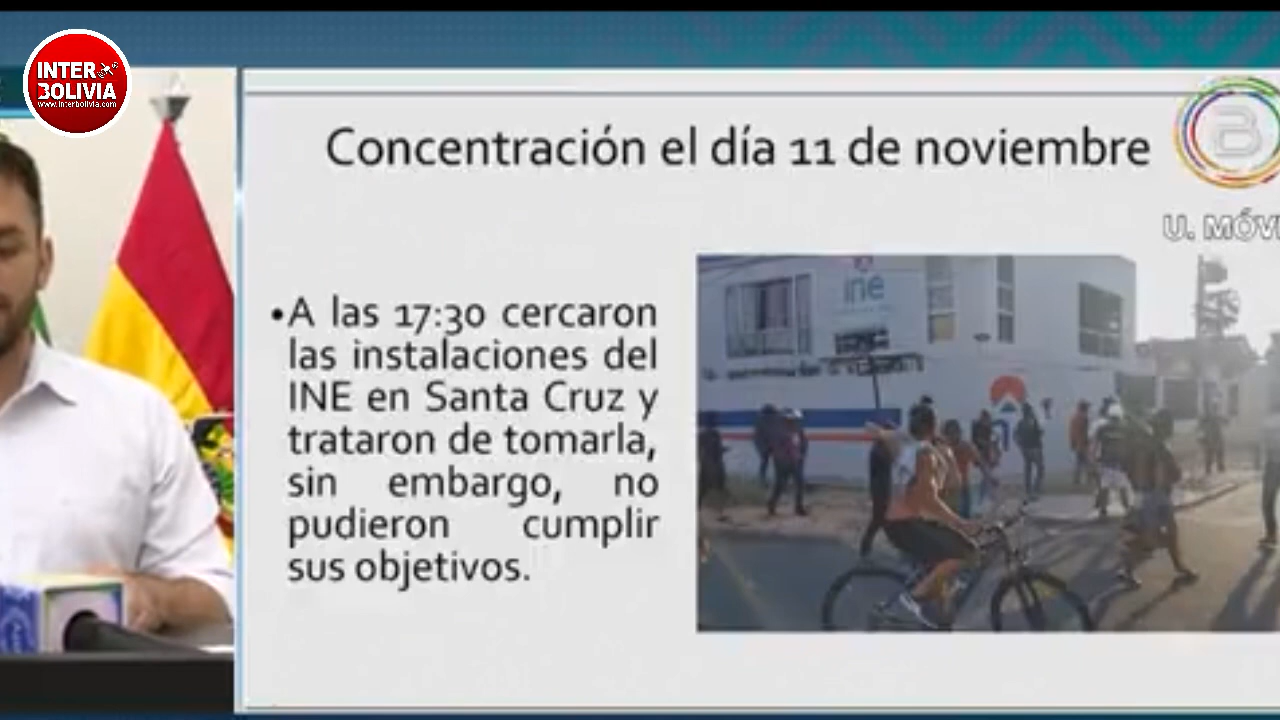 INTER
BOLIVIA
www.interbolivia.com
Concentración el día 11 de noviembre
U. MÓVI
•A las 17:30 cercaron
las instalaciones del
INE en Santa Cruz y
trataron de tomarla,
sin embargo, no
pudieron cumplir
sus objetivos.
ine